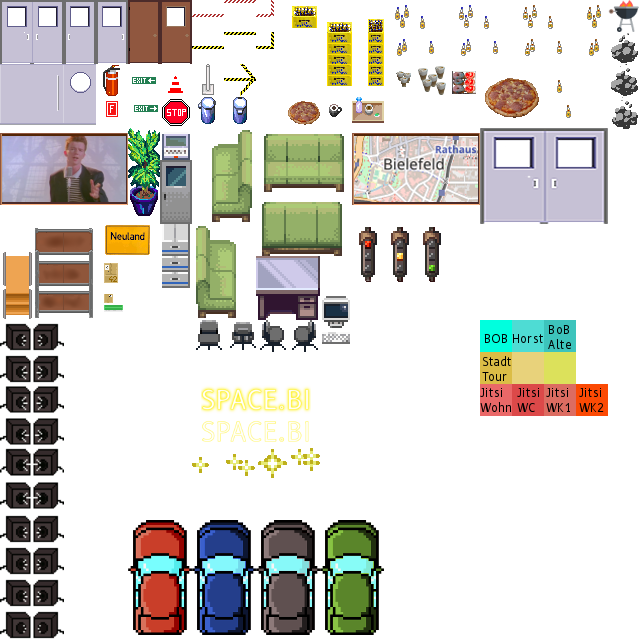 EXIT
EXIT
F
STOP
Rathaus
Bielefeld
Neuland
SPACE.BI
SPACE.BI
BOB
Horst
BoB
Alte
Stadt
Tour
Jitsi
Wohn
Jitsi
WC
Jitsi
WK1
Jitsi
WK2